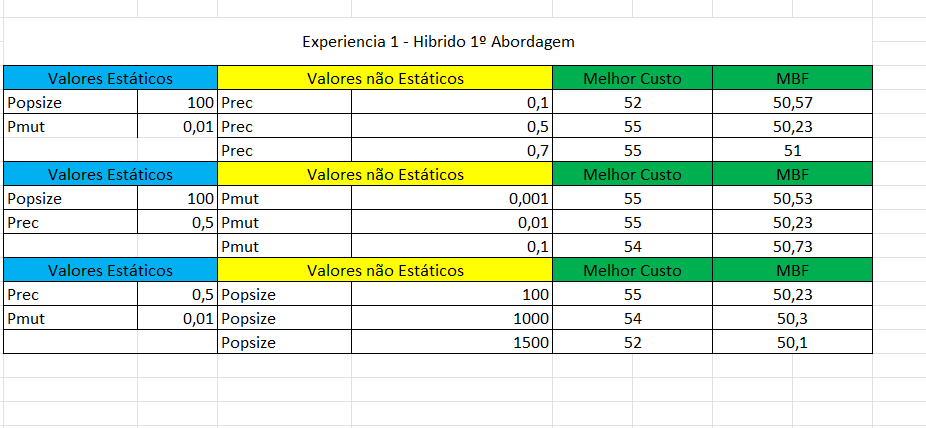 Experiencia 1 - Hibrido 1º Abordagem
Valores Estáticos Valores não Estáticos Melhor Custo MBF
Popsize 100 Prec 0,1 52 50,57
Pmut 0,01 Prec 0,5 55 50,23
Prec 0,7 55 51
Valores Estáticos Valores não Estáticos Melhor Custo MBF
Popsize 100 Pmut 0,001 55 50,53
Prec 0,5 Pmut 0,01 55 50,23
Pmut 0,1 54 50,73
Valores Estáticos Valores não Estáticos Melhor Custo MBF
Prec 0,5 Popsize 100 55 50,23
Pmut 0,01 Popsize 1000 54 50,3
Popsize 1500 52 50,1